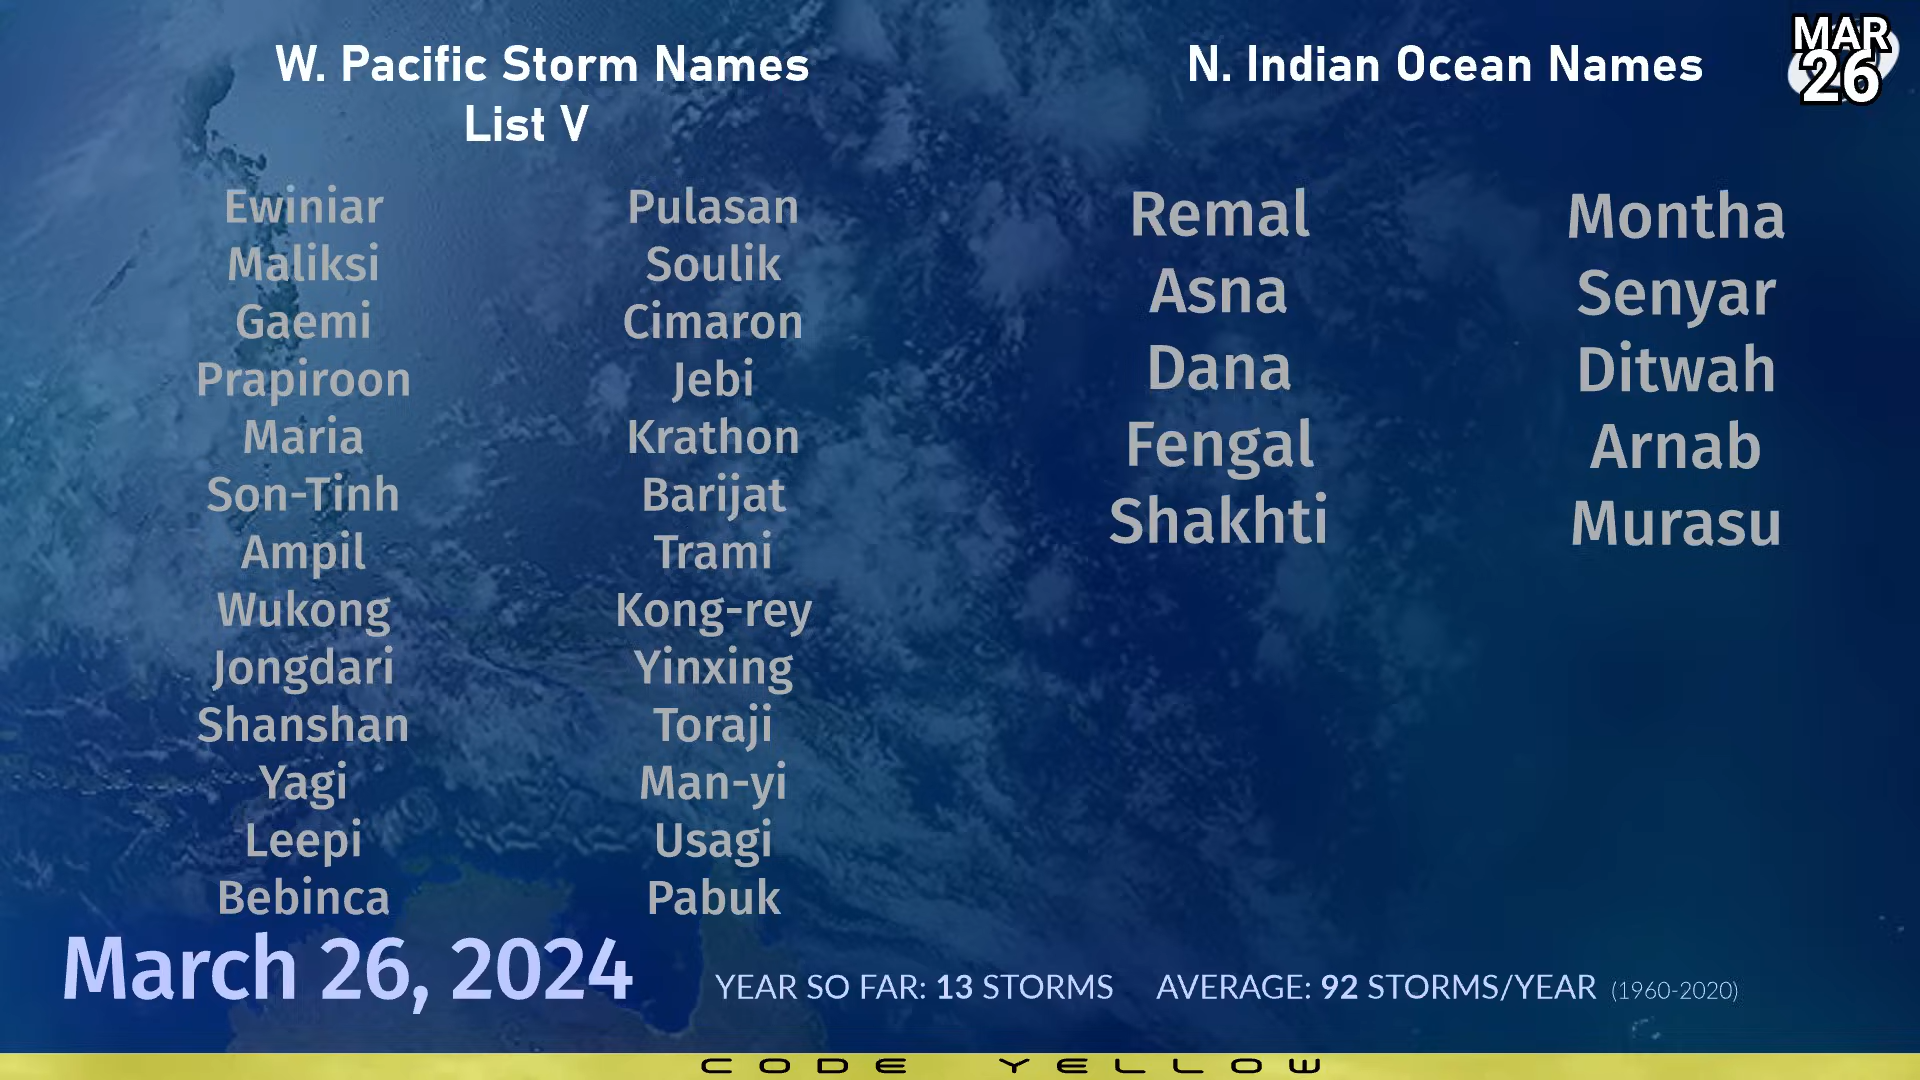 W. Pacific Storm Names
List V
Ewiniar
Maliksi
Gaemi
Prapiroon
Maria
Son-Tinh
Ampil
Wukong
Jongdari
Shanshan
Yagi
Leepi
Bebinca
Pulasan
Soulik
Cimaron
Jebi
Krathon
Barijat
Trami
Kong-rey
Yinxing
Toraji
Man-yi
Usagi
Pabuk
N. Indian Ocean Names
Remal
Asna
Dana
Fengal
Shakhti
Montha
Senyar
Ditwah
Arnab
Murasu
MAR
26
March 26, 2024
YEAR SO FAR: 13 STORMS AVERAGE: 92 STORMS/YEAR (1960-2020)
CODE YELLOW